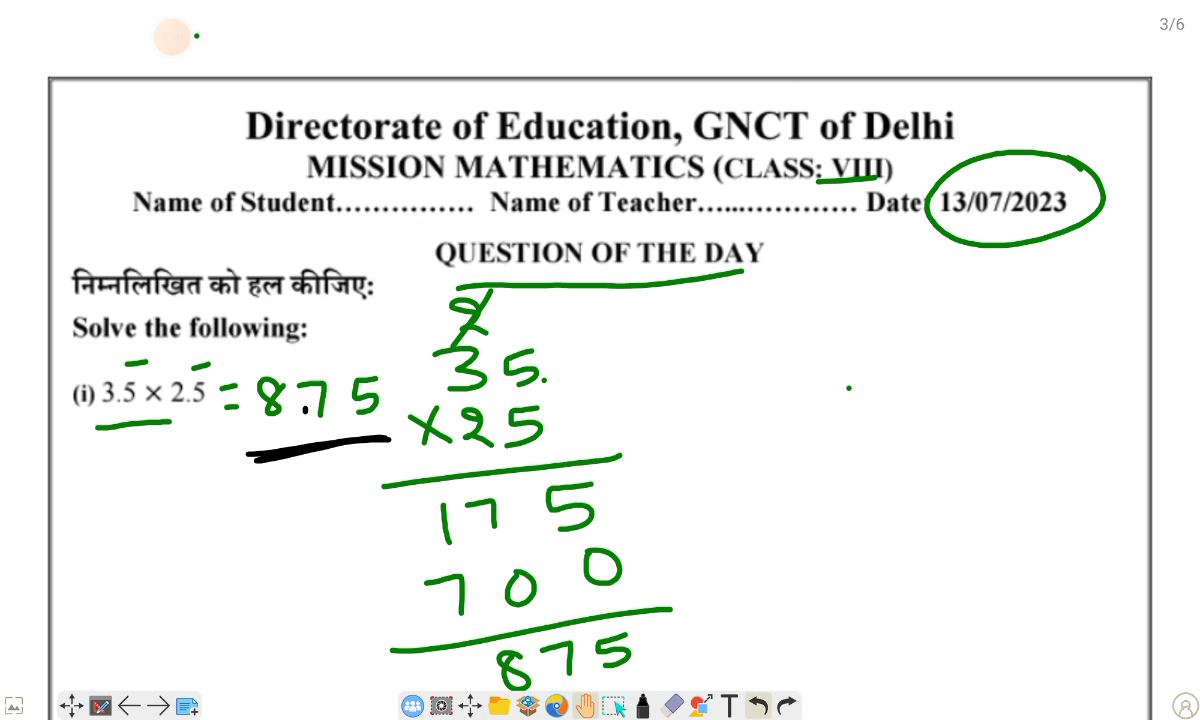 3/6
Directorate of Education, GNCT of Delhi
MISSION MATHEMATICS (CLASS: VIII)
Name of Student…………… Name of Teacher…...………… Date: 13/07/2023
QUESTION OF THE DAY
निम्नलिखित को हल कीजिए:
Solve the following:
2
35.
(i) 3.5 × 2.5 = 8.75
×25
175
700
875
T